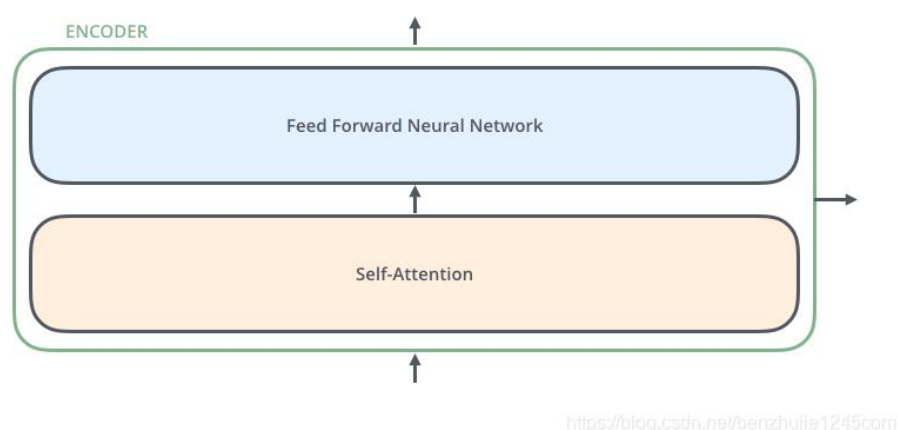 ENCODER
Feed Forward Neural Network
Self-Attention
https://blog.csdn.net/benzhujie1245com